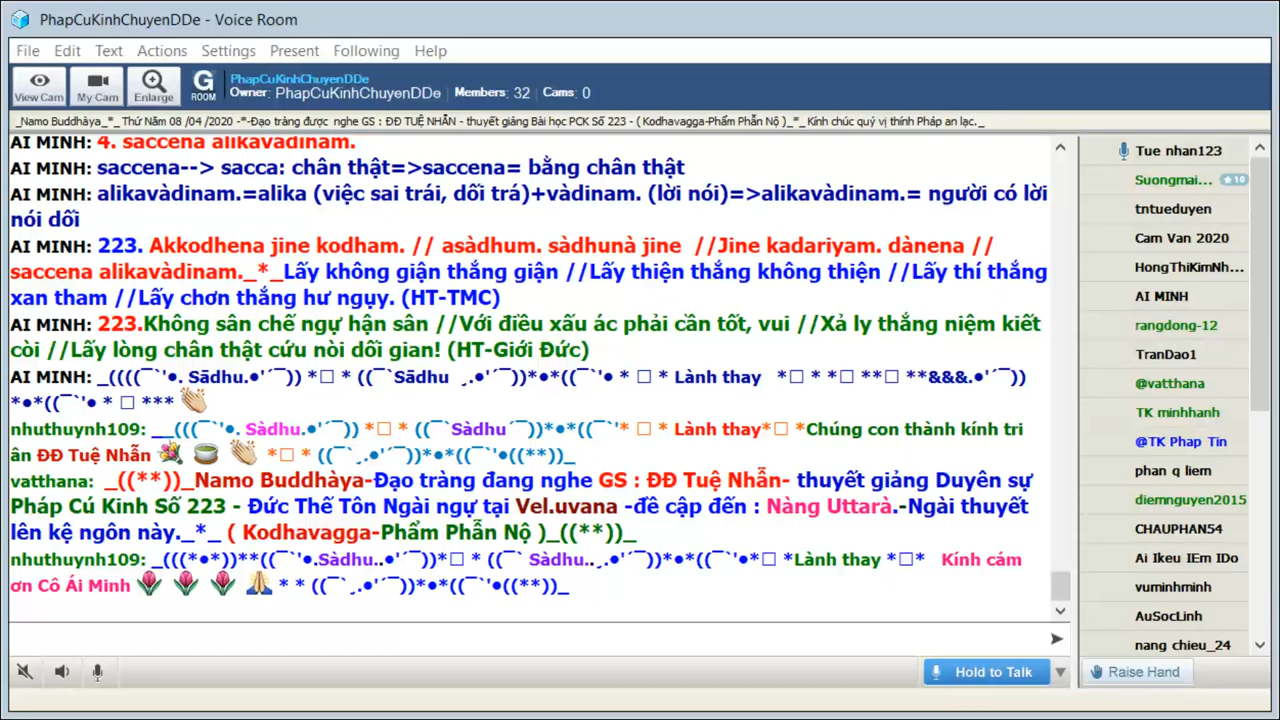 PhapCuKinhChuyenDDe - Voice Room
File Edit Text Actions Settings Present Following Help
View Cam My Cam Enlarge G ROOM
PhapCuKinhChuyenDDe
Owner: PhapCuKinhChuyenDDe Members: 32 Cams: 0
_Namo Buddhàya_*_ Thứ Năm 08 /04 /2020 -*-Đạo tràng được nghe GS : ĐĐ TUỆ NHẪN - thuyết giảng Bài học PCK Số 223 - ( Kodhavagga-Phẩm Phẫn Nộ )_*_ Kính chúc quý vị thính Pháp an lạc._
AI MINH: 4. saccena alikavàdinam.
AI MINH: saccena--> sacca: chân thật=>saccena= bằng chân thật
AI MINH: alikavàdinam.=alika (việc sai trái, dối trá)+vàdinam. (lời nói)=>alikavàdinam.= người có lời
nói dối
AI MINH: 223. Akkodhena jine kodham. // asàdhum. sàdhunà jine //Jine kadariyam. dànena //
saccena alikavàdinam._*_Lấy không giận thắng giận //Lấy thiện thắng không thiện //Lấy thí thắng
xan tham //Lấy chơn thắng hư ngụy. (HT-TMC)
AI MINH: 223.Không sân chế ngự hận sân //Với điều xấu ác phải cần tốt, vui //Xả ly thắng niệm kiết
còi //Lấy lòng chân thật cứu nòi dối gian! (HT-Giới Đức)
AI MINH: _((((¯`'●. Sādhu.●'´¯)) *□ * ((¯`Sādhu ¸.●'´¯))*●*((¯`'● * □ * Lành thay *□ * *□ **□ **&&&.●'´¯))
*●*((¯`'● * □ *** 👏
nhuthuynh109: __(((¯`'●. Sàdhu.●'´¯)) *□ * ((¯`Sàdhu´¯))*●*((¯`'* □ * Lành thay*□ *Chúng con thành kính tri
ân ĐĐ Tuệ Nhẫn 💐 🍵 👏 *□ * ((¯`¸.●'´¯))*●*((¯`'●((**))_
vatthana: _((**))_Namo Buddhàya-Đạo tràng đang nghe GS : ĐĐ Tuệ Nhẫn- thuyết giảng Duyên sự
Pháp Cú Kinh Số 223 - Đức Thế Tôn Ngài ngự tại Vel.uvana -đề cập đến : Nàng Uttarà.-Ngài thuyết
lên kệ ngôn này._*_ ( Kodhavagga-Phẩm Phẫn Nộ )_((**))_
nhuthuynh109: _(((*●*))**((¯`'●.Sàdhu..●'´¯))*□ * ((¯` Sàdhu..¸.●'´¯))*●*((¯`'●*□ *Lành thay *□* Kính cám
ơn Cô Ái Minh 🌷 🌷 🌷 🙏 * * ((¯`¸.●'´¯))*●*((¯`'●((**))_
Tue nhan123
Suongmai... 10
tntueduyen
Cam Van 2020
HongThiKimNh...
AI MINH
rangdong-12
TranDao1
@vatthana
TK minhhanh
@TK Phap Tin
phan q liem
diemnguyen2015
CHAUPHAN54
Ai Ikeu IEm IDo
vuminhminh
AuSocLinh
nang chieu_24
Hold to Talk Raise Hand